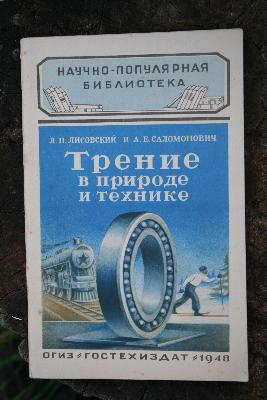 НАУЧНО-ПОПУЛЯРНАЯ
БИБЛИОТЕКА
Л. П. ЛИСОВСКИЙ И А. Е. САЛОМОНОВИЧ
Трение
в природе
и технике
ОГИЗ ГОСТЕХИЗДАТ 1948